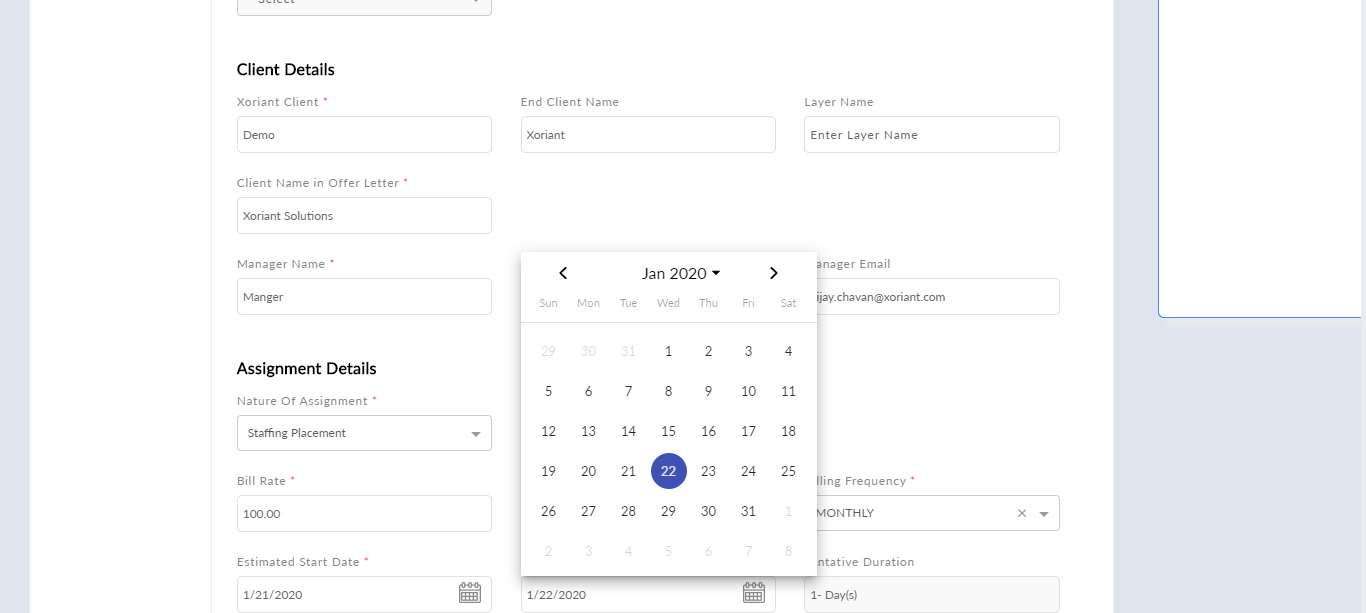 Select
Client Details
Xoriant Client * End Client Name Layer Name
Demo Xoriant Enter Layer Name
Client Name in Offer Letter *
Xoriant Solutions
Manager Name * anager Email
Manger ijay.chavan@xoriant.com
Jan 2020
Sun Mon Tue Wed Thu Fri Sat
29 30 31 1 2 3 4
5 6 7 8 9 10 11
12 13 14 15 16 17 18
19 20 21 22 23 24 25
26 27 28 29 30 31 1
2 3 4 5 6 7 8
Assignment Details
Nature Of Assignment *
Staffing Placement
Bill Rate * lling Frequency *
100.00 MONTHLY
Estimated Start Date * ntative Duration
1/21/2020 1/22/2020 1- Day(s)